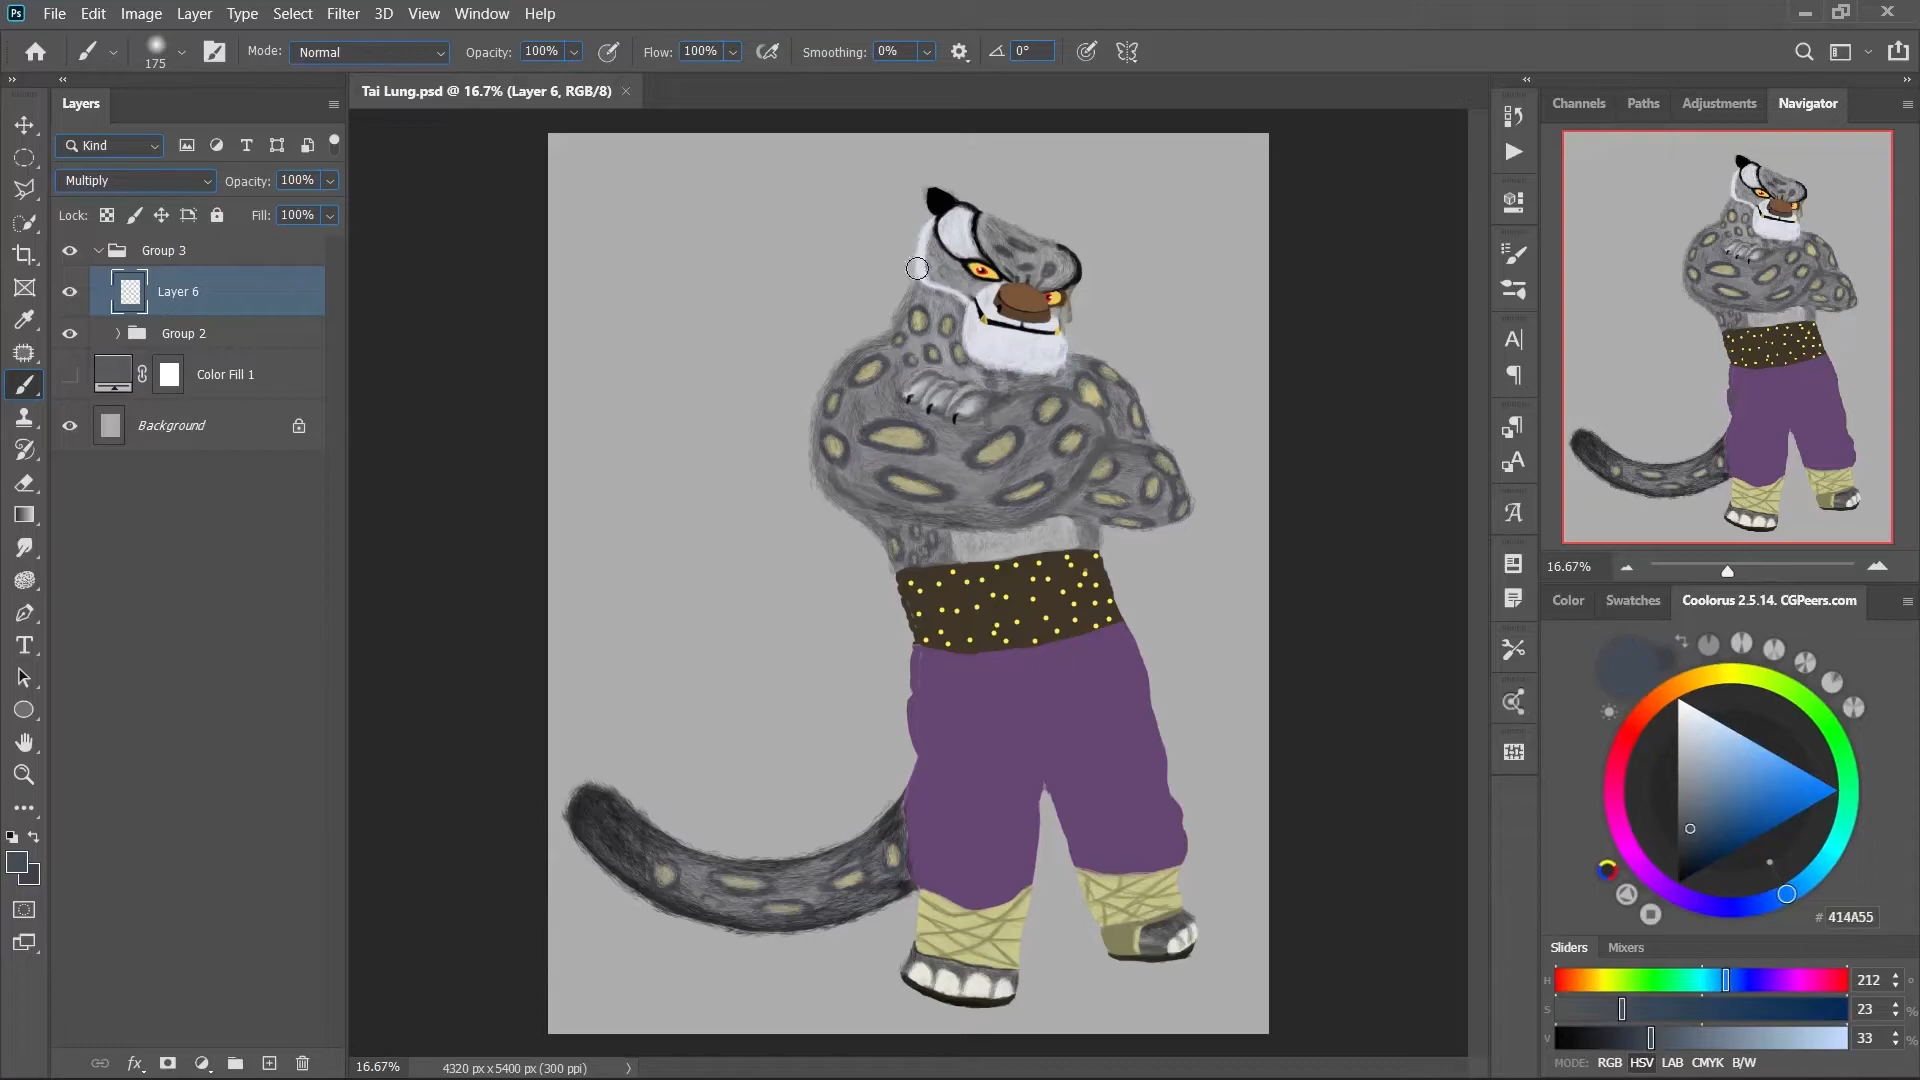 Ps File Edit Image Layer Type Select Filter 3D View Window Help
175 Mode: Normal Opacity: 100% Flow: 100% Smoothing: 0% 0°
Layers
Tai Lung.psd @ 16.7% (Layer 6, RGB/8)
Channels Paths Adjustments Navigator
Kind
Multiply Opacity: 100%
Lock: Fill: 100%
Group 3
Layer 6
Group 2
Color Fill 1
Background
16.67%
Color Swatches Coolorus 2.5.14. CGPeers.com
# 414A55
Sliders Mixers
H 212 °
S 23 %
V 33 %
MODE: RGB HSV LAB CMYK B/W
fx
16.67% 4320 px x 5400 px (300 ppi)